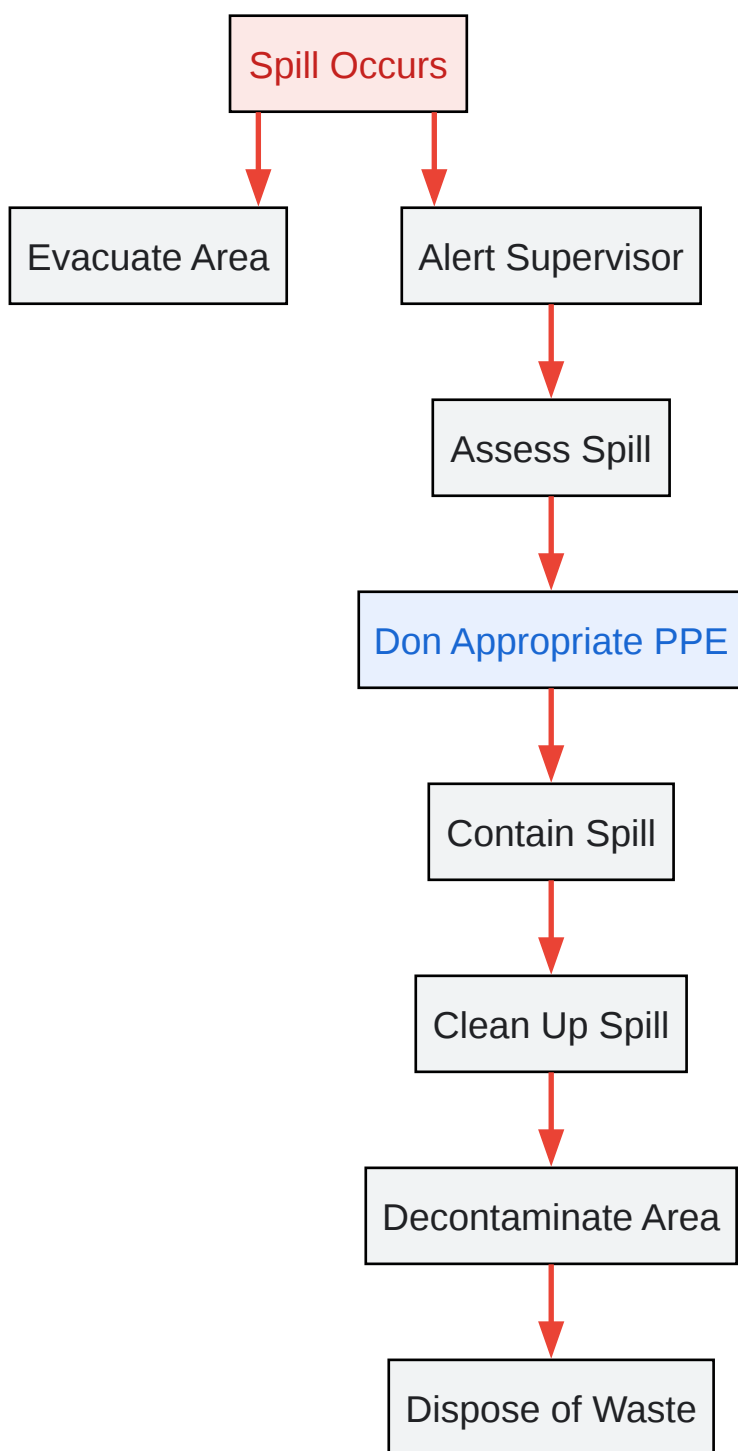 Spill Occurs
Evacuate Area
Alert Supervisor
Assess Spill
Don Appropriate PPE
Contain Spill
Clean Up Spill
Decontaminate Area
Dispose of Waste